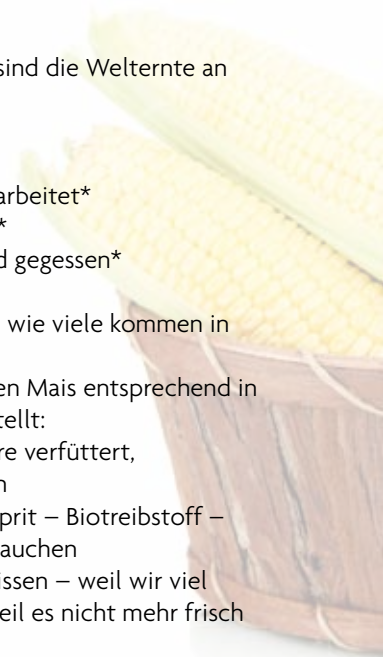 sind die Welternte an
arbeitet*
*
d gegessen*
wie viele kommen in
en Mais entsprechend in
tellt:
re verfüttert,
n
prit – Biotreibstoff –
auchen
issen – weil wir viel
eil es nicht mehr frisch